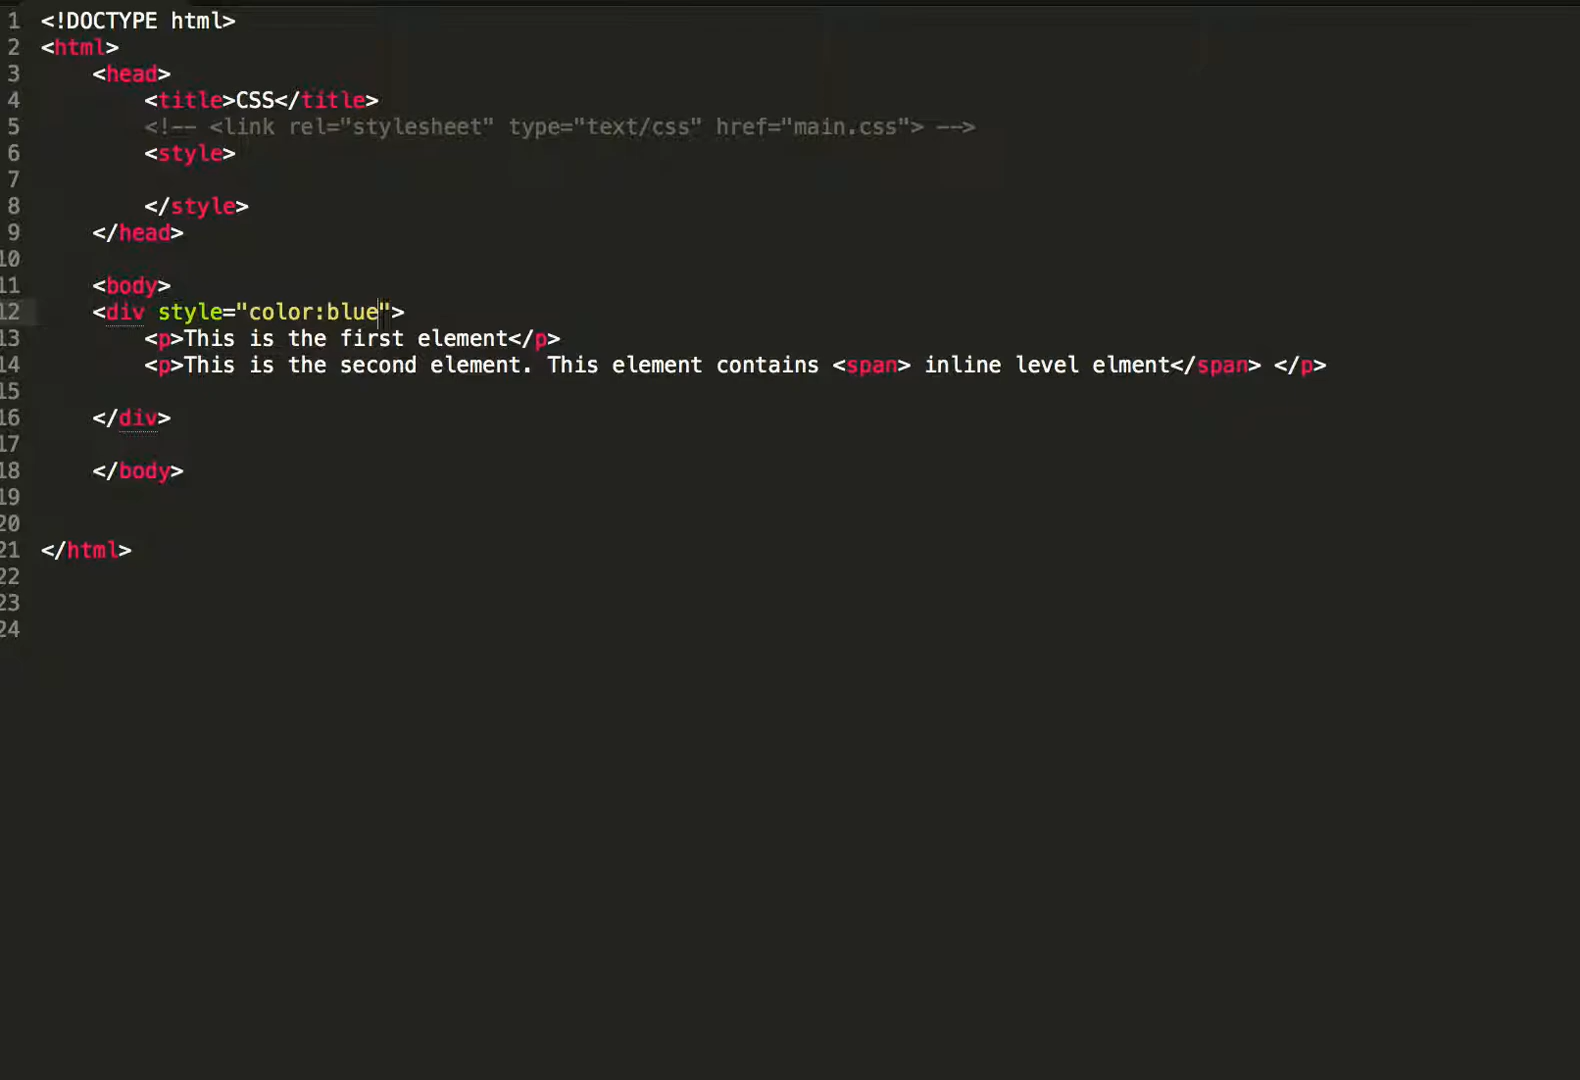 1 <!DOCTYPE html>
2 <html>
3 <head>
4 <title>CSS</title>
5 <!-- <link rel="stylesheet" type="text/css" href="main.css"> -->
6 <style>
7
8 </style>
9 </head>
10
11 <body>
12 <div style="color:blue">
13 <p>This is the first element</p>
14 <p>This is the second element. This element contains <span> inline level elment</span> </p>
15
16 </div>
17
18 </body>
19
20
21 </html>
22
23
24